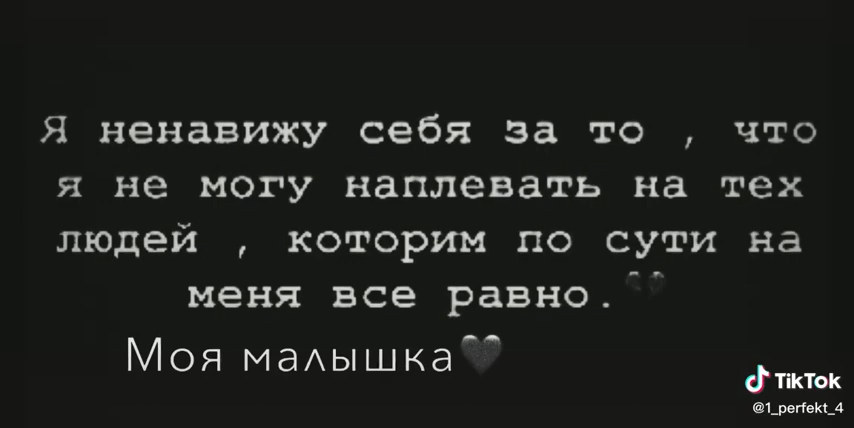 Я ненавижу себя за то , что
я не могу наплевать на тех
людей , которим по сути на
меня все равно.
Моя малышка🖤
TikTok
@1_perfekt_4